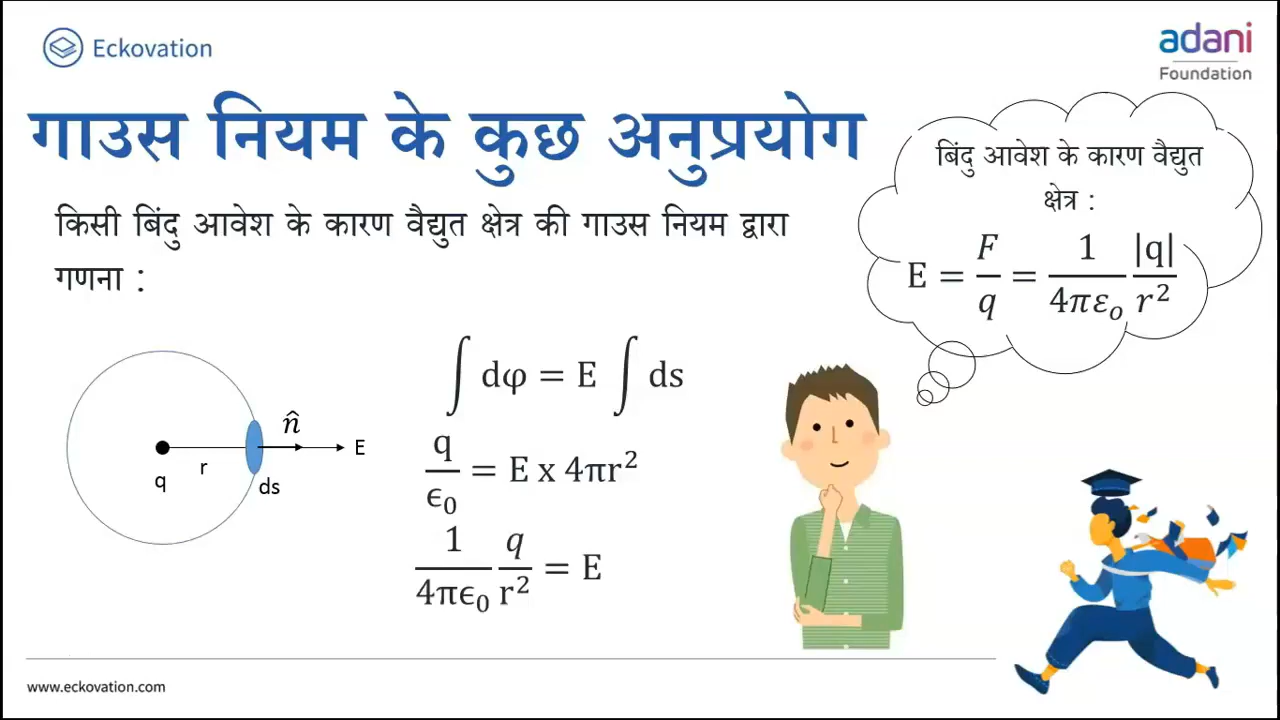 Eckovation
adani
Foundation
गाउस नियम के कुछ अनुप्रयोग
किसी बिंदु आवेश के कारण वैद्युत क्षेत्र की गाउस नियम द्वारा
गणना :
बिंदु आवेश के कारण वैद्युत
क्षेत्र :
E = F/q = 1/4πε₀ |q|/r²
∫ dφ = E ∫ ds
q/ϵ₀ = E x 4πr²
1/4πϵ₀ q/r² = E
n̂
E
r
q
ds
www.eckovation.com